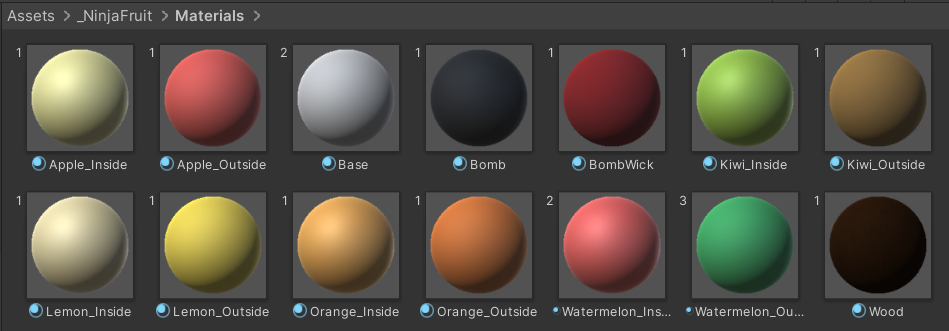 Assets > _NinjaFruit > Materials >
1 1 2 1 1 1 1
Apple_Inside Apple_Outside Base Bomb BombWick Kiwi_Inside Kiwi_Outside
1 1 1 1 2 3 1
Lemon_Inside Lemon_Outside Orange_Inside Orange_Outside Watermelon_Ins... Watermelon_Ou... Wood